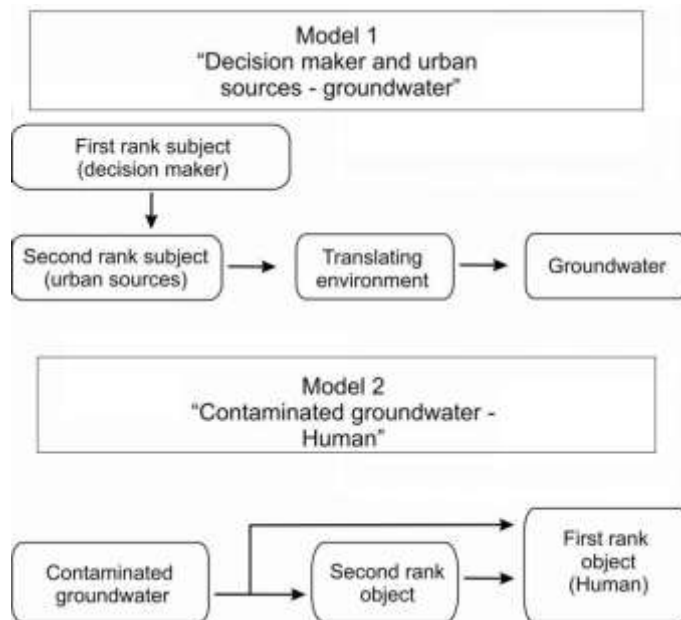 Model 1
“Decision maker and urban
sources - groundwater”
First rank subject
(decision maker)
Second rank subject
(urban sources)
Translating
environment
Groundwater
Model 2
“Contaminated groundwater -
Human”
Contaminated
groundwater
Second rank
object
First rank
object
(Human)